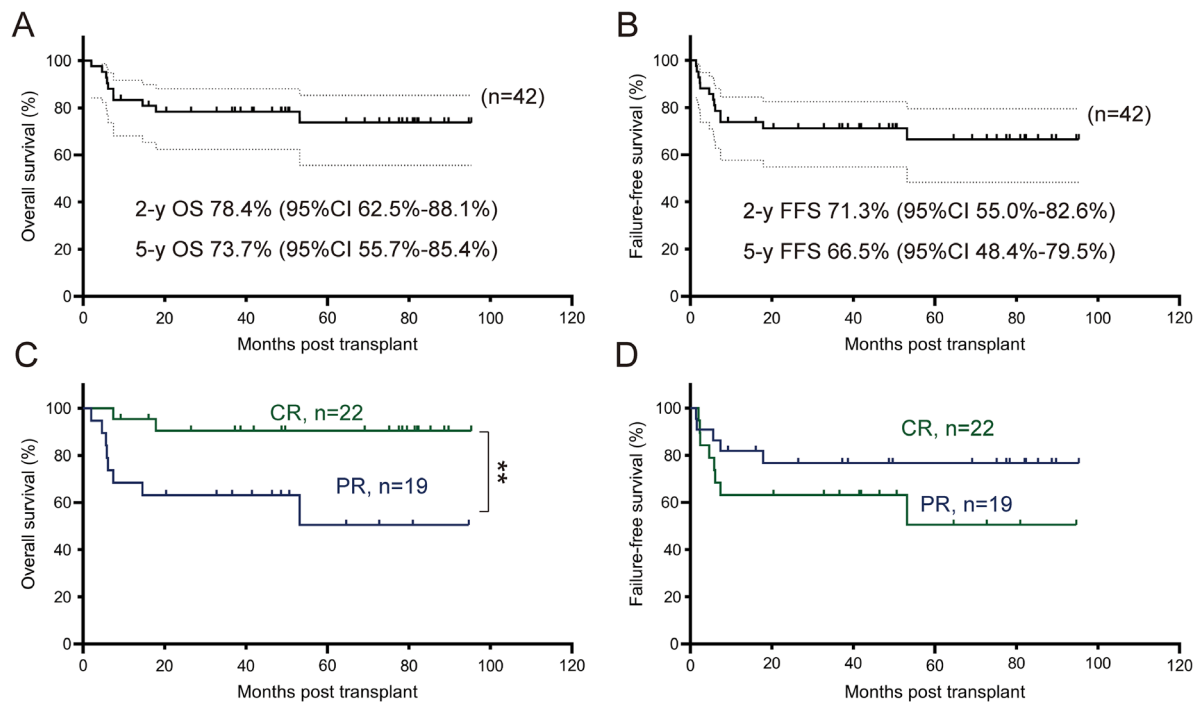 A
Overall survival (%)
100
80
60
40
20
0
(n=42)
2-y OS 78.4% (95%CI 62.5%-88.1%)
5-y OS 73.7% (95%CI 55.7%-85.4%)
0 20 40 60 80 100 120
Months post transplant
B
Failure-free survival (%)
100
80
60
40
20
0
(n=42)
2-y FFS 71.3% (95%CI 55.0%-82.6%)
5-y FFS 66.5% (95%CI 48.4%-79.5%)
0 20 40 60 80 100 120
Months post transplant
C
Overall survival (%)
100
80
60
40
20
0
CR, n=22
PR, n=19
**
0 20 40 60 80 100 120
Months post transplant
D
Failure-free survival (%)
100
80
60
40
20
0
CR, n=22
PR, n=19
0 20 40 60 80 100 120
Months post transplant